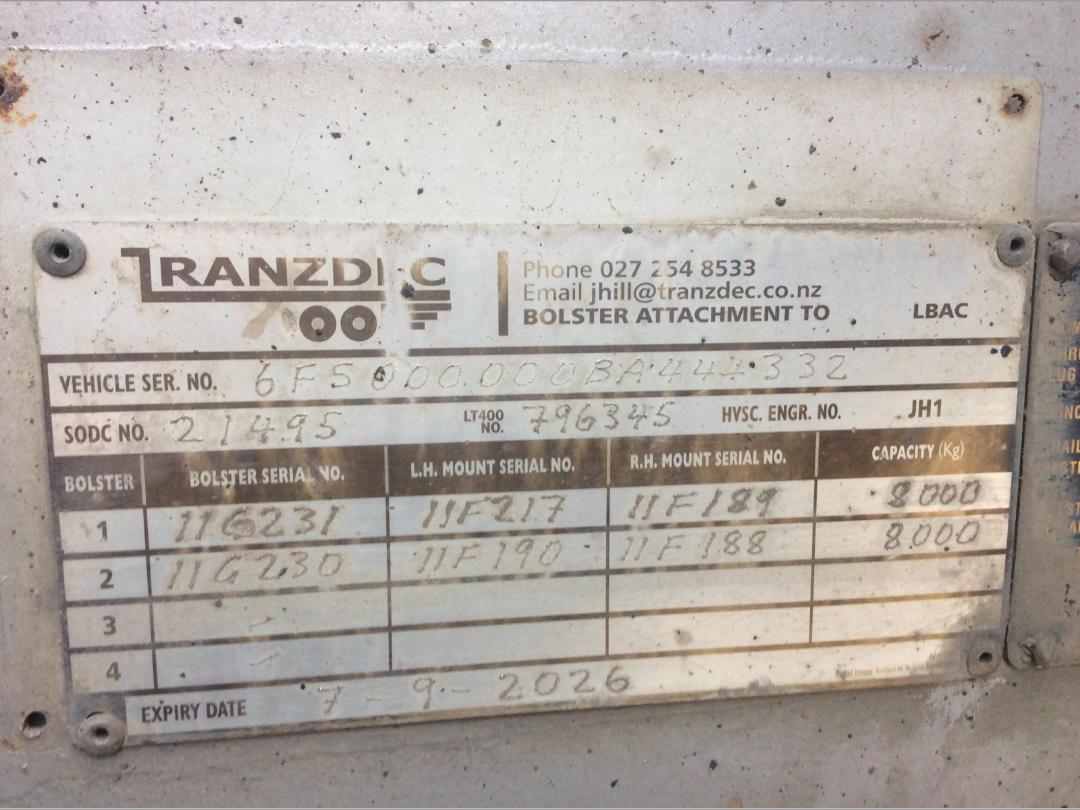 TRANZDEC
Phone 027 254 8533
Email jhill@tranzdec.co.nz
BOLSTER ATTACHMENT TO LBAC
VEHICLE SER. NO. 6F5000000BA444332
SODC NO. 21495 LT400 NO. 796345 HVSC. ENGR. NO. JH1
BOLSTER BOLSTER SERIAL NO. L.H. MOUNT SERIAL NO. R.H. MOUNT SERIAL NO. CAPACITY (Kg)
1 11G231 11F217 11F189 8000
2 11G230 11F190 11F188 8000
3 -
4 -
EXPIRY DATE 7-9-2026